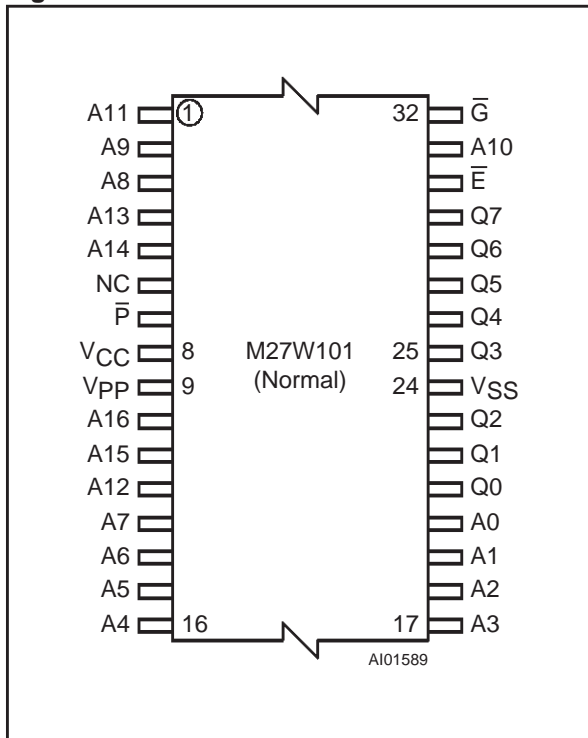 A11 1 32 G̅
A9 A10
A8 E̅
A13 Q7
A14 Q6
NC Q5
P̅ Q4
VCC 8 M27W101 25 Q3
VPP 9 (Normal) 24 VSS
A16 Q2
A15 Q1
A12 Q0
A7 A0
A6 A1
A5 A2
A4 16 17 A3
AI01589